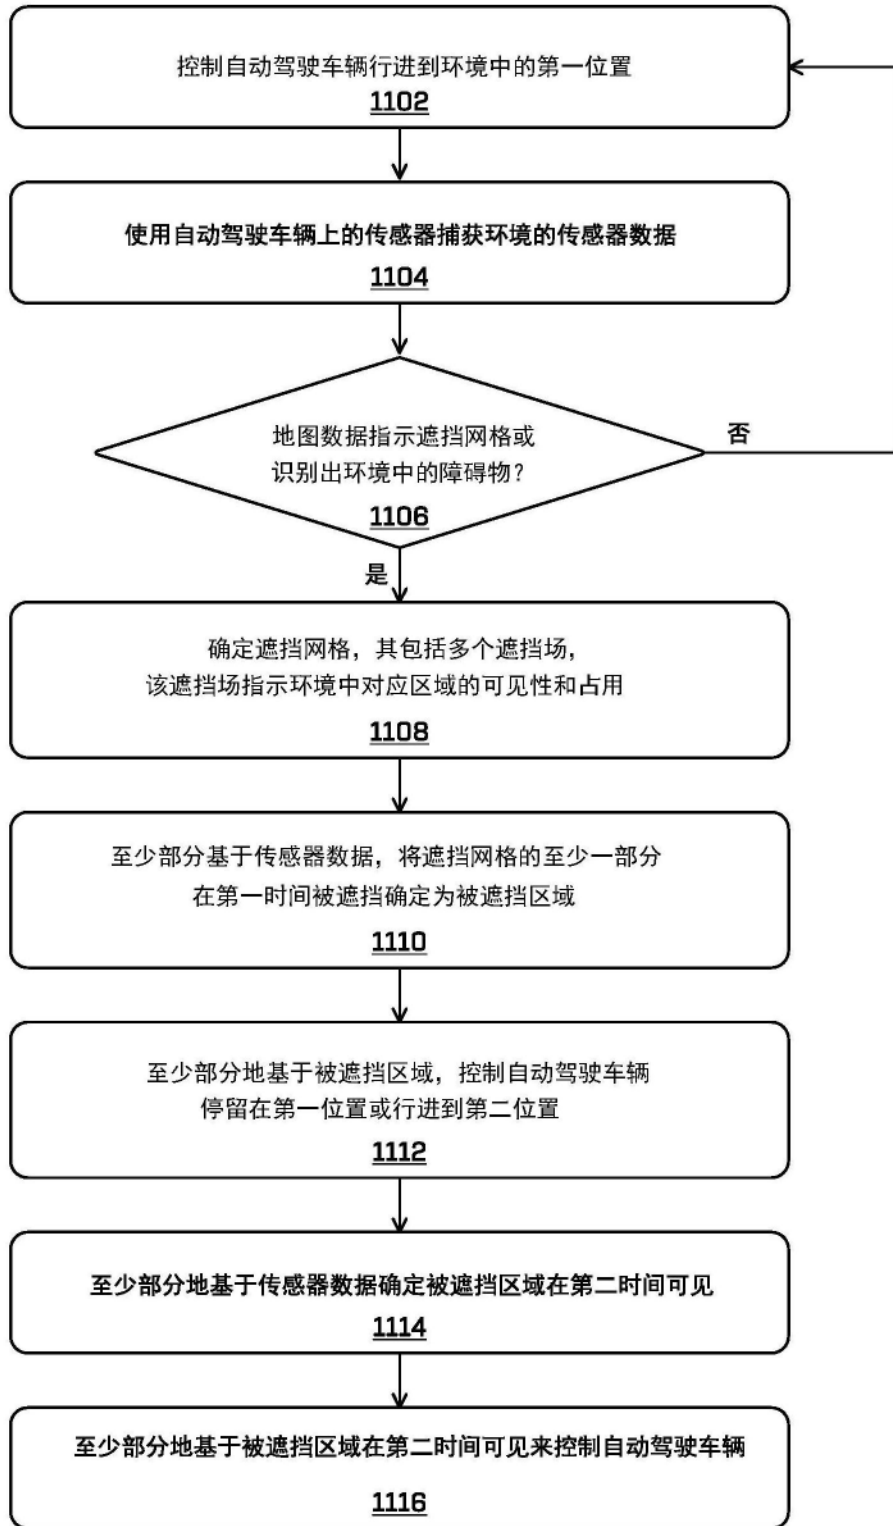 控制自动驾驶车辆行进到环境中的第一位置
1102
使用自动驾驶车辆上的传感器捕获环境的传感器数据
1104
地图数据指示遮挡网格或
识别出环境中的障碍物？
1106
否
是
确定遮挡网格，其包括多个遮挡场，
该遮挡场指示环境中对应区域的可见性和占用
1108
至少部分基于传感器数据，将遮挡网格的至少一部分
在第一时间被遮挡确定为被遮挡区域
1110
至少部分地基于被遮挡区域，控制自动驾驶车辆
停留在第一位置或行进到第二位置
1112
至少部分地基于传感器数据确定被遮挡区域在第二时间可见
1114
至少部分地基于被遮挡区域在第二时间可见来控制自动驾驶车辆
1116